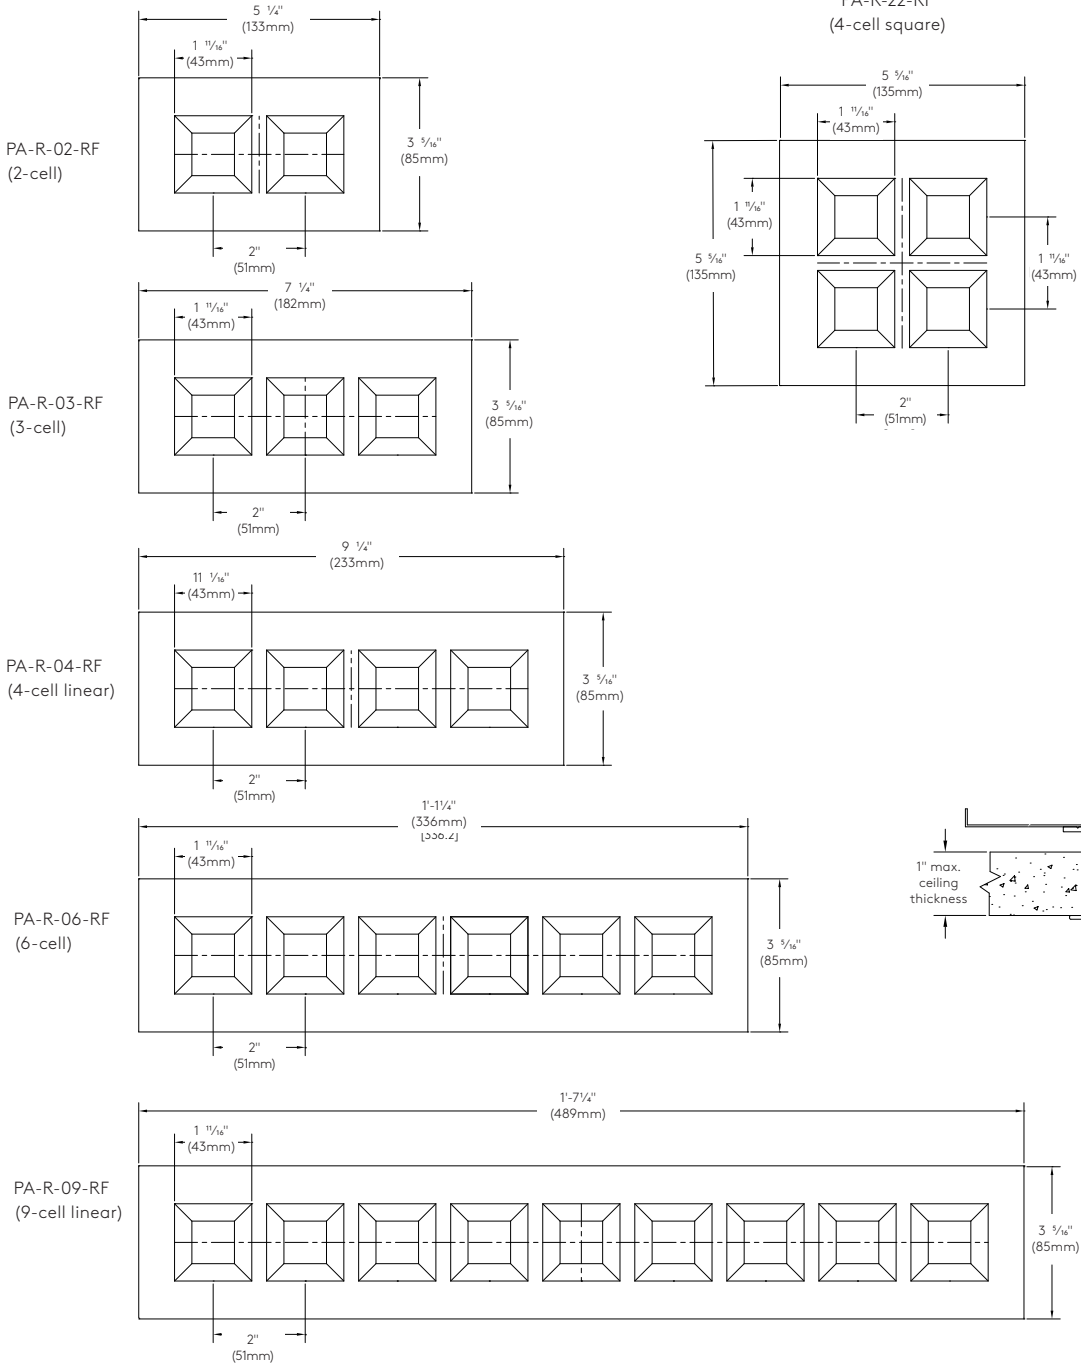 5 ¼"
(133mm)
1 ¹¹⁄₁₆"
(43mm)
PA-R-02-RF
(2-cell)
3 ⁵⁄₁₆"
(85mm)
2"
(51mm)
PA-R-22-RF
(4-cell square)
5 ⁵⁄₁₆"
(135mm)
1 ¹¹⁄₁₆"
(43mm)
1 ¹¹⁄₁₆"
(43mm)
5 ⁵⁄₁₆"
(135mm)
1 ¹¹⁄₁₆"
(43mm)
2"
(51mm)
7 ¼"
(182mm)
1 ¹¹⁄₁₆"
(43mm)
PA-R-03-RF
(3-cell)
3 ⁵⁄₁₆"
(85mm)
2"
(51mm)
9 ¼"
(233mm)
11 ¹⁄₁₆"
(43mm)
PA-R-04-RF
(4-cell linear)
3 ⁵⁄₁₆"
(85mm)
2"
(51mm)
1'-1¼"
(336mm)
[336.2]
1 ¹¹⁄₁₆"
(43mm)
PA-R-06-RF
(6-cell)
3 ⁵⁄₁₆"
(85mm)
2"
(51mm)
1" max.
ceiling
thickness
1'-7¼"
(489mm)
1 ¹¹⁄₁₆"
(43mm)
PA-R-09-RF
(9-cell linear)
3 ⁵⁄₁₆"
(85mm)
2"
(51mm)